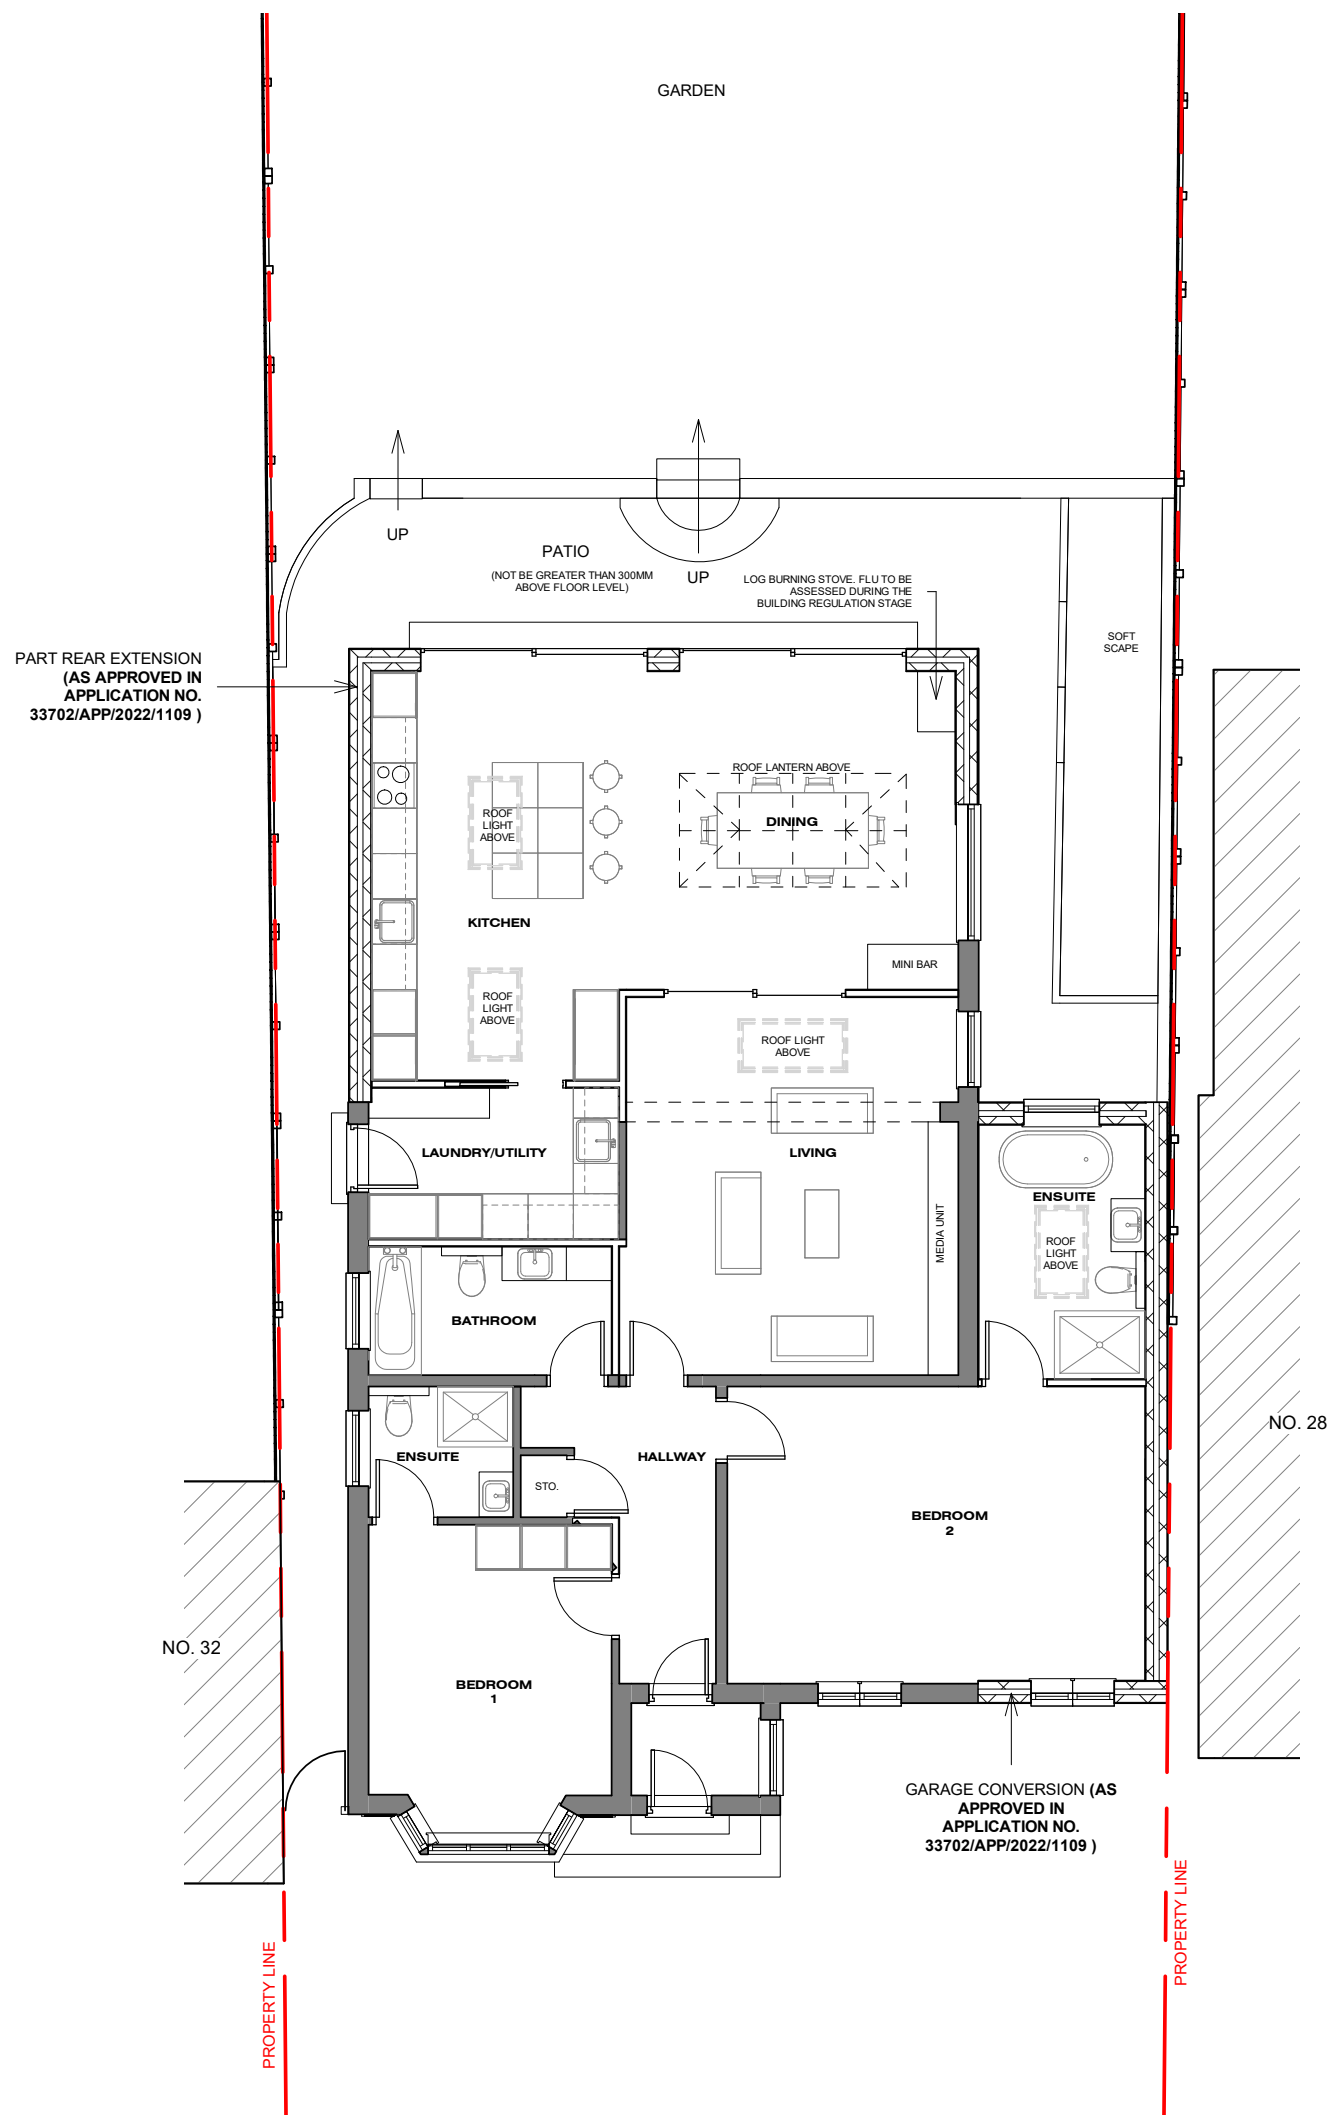 GARDEN
UP
PATIO
(NOT BE GREATER THAN 300MM
ABOVE FLOOR LEVEL)
UP
LOG BURNING STOVE. FLU TO BE
ASSESSED DURING THE
BUILDING REGULATION STAGE
SOFT
SCAPE
PART REAR EXTENSION
(AS APPROVED IN
APPLICATION NO.
33702/APP/2022/1109 )
ROOF LANTERN ABOVE
ROOF
LIGHT
ABOVE
DINING
KITCHEN
MINI BAR
ROOF
LIGHT
ABOVE
ROOF LIGHT
ABOVE
LAUNDRY/UTILITY
LIVING
ENSUITE
MEDIA UNIT
ROOF
LIGHT
ABOVE
BATHROOM
NO. 28
ENSUITE
HALLWAY
STO.
BEDROOM
2
NO. 32
BEDROOM
1
GARAGE CONVERSION (AS
APPROVED IN
APPLICATION NO.
33702/APP/2022/1109 )
PROPERTY LINE
PROPERTY LINE